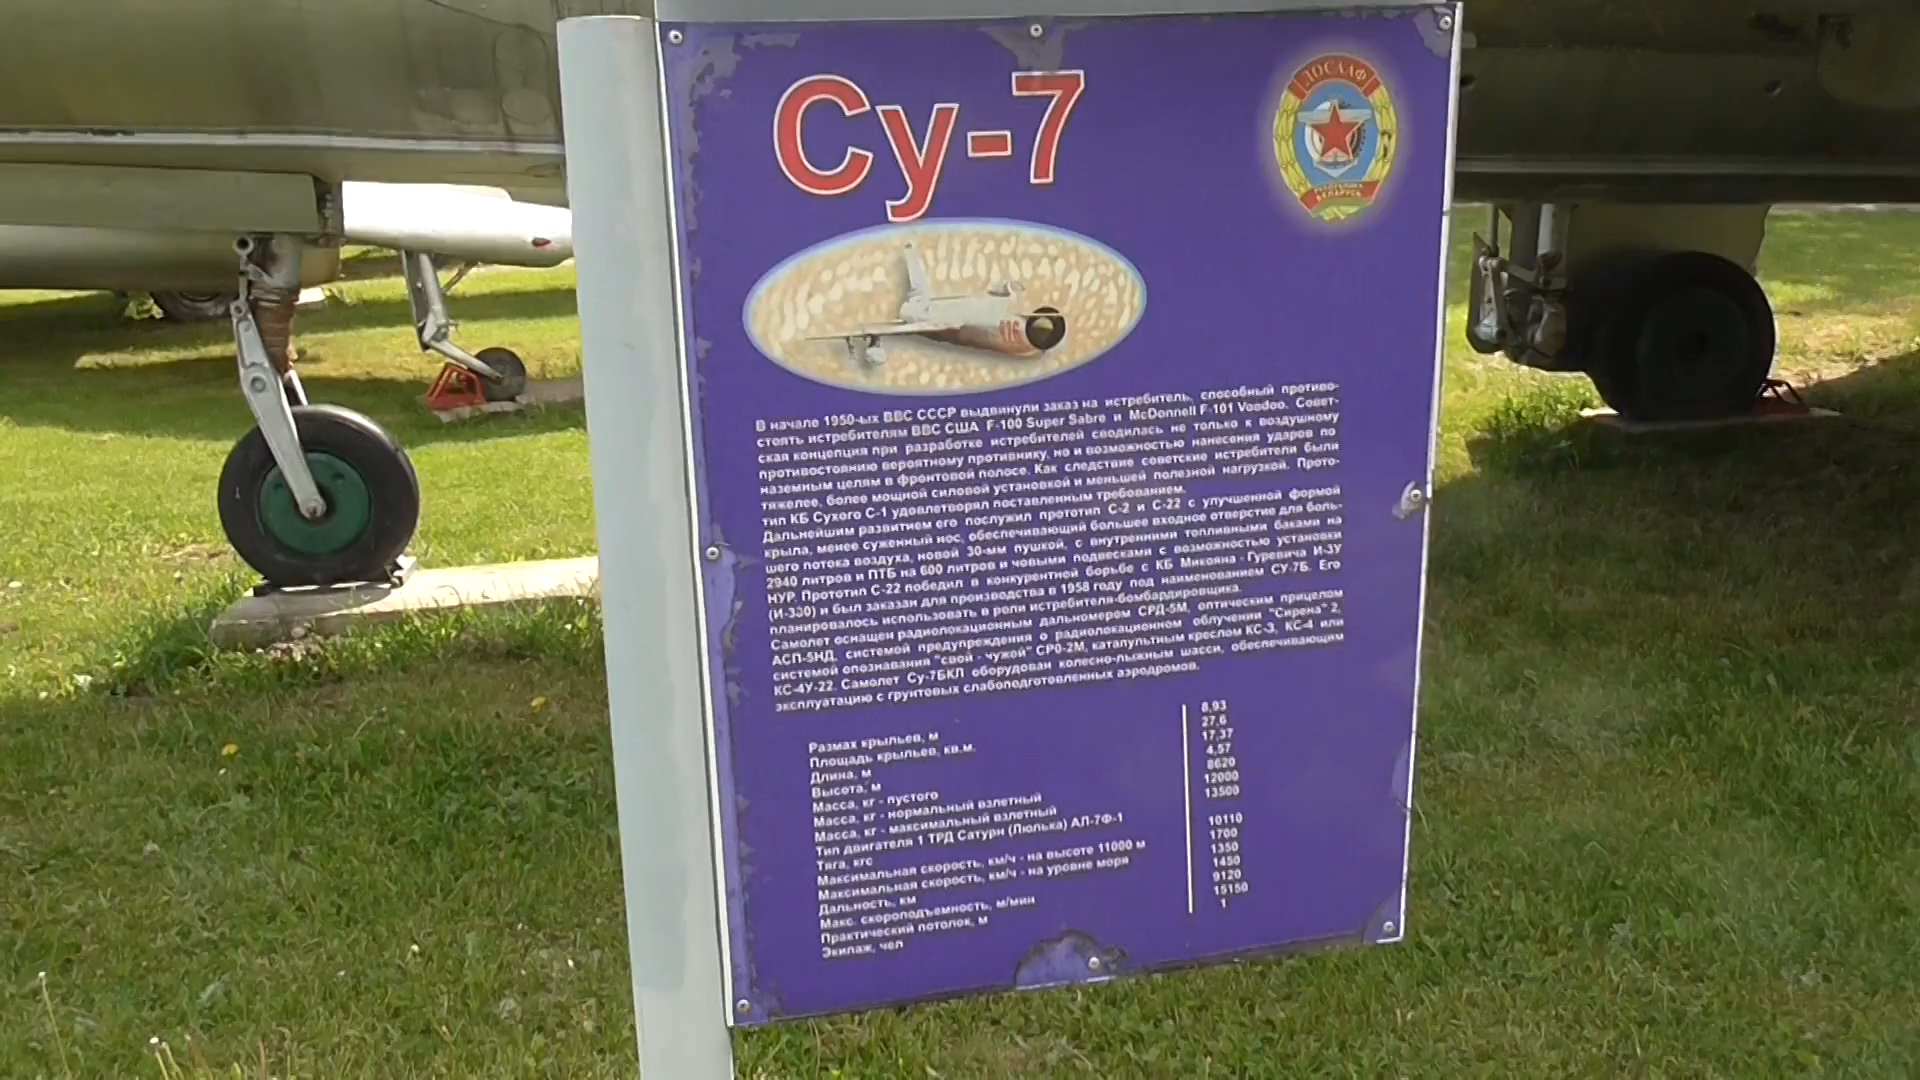 Су-7
ДОСААФ
РЕСПУБЛИКА
БЕЛАРУСЬ
В начале 1950-ых ВВС СССР выдвинули заказ на истребитель, способный противо-
стоять истребителям ВВС США F-100 Super Sabre и McDonnell F-101 Voodoo. Совет-
ская концепция при разработке истребителей сводилась не только к воздушному
противостоянию вероятному противнику, но и возможностью нанесения ударов по
наземным целям в фронтовой полосе. Как следствие советские истребители были
тяжелее, более мощной силовой установкой и меньшей полезной нагрузкой. Прото-
тип КБ Сухого С-1 удовлетворял поставленным требованием.
Дальнейшим развитием его послужил прототип С-2 и С-22 с улучшенной формой
крыла, менее суженный нос, обеспечивающий большее входное отверстие для боль-
шего потока воздуха, новой 30-мм пушкой, с внутренними топливными баками на
2940 литров и ПТБ на 600 литров и новыми подвесками с возможностью установки
НУР. Прототип С-22 победил в конкурентной борьбе с КБ Микояна - Гуревича И-3У
(И-380) и был заказан для производства в 1958 году под наименованием СУ-7Б. Его
планировалось использовать в роли истребителя-бомбардировщика.
Самолет оснащен радиолокационным дальномером СРД-5М, оптическим прицелом
АСП-5НД, системой предупреждения о радиолокационном облучении "Сирена" 2,
системой опознавания "свой - чужой" СРО-2М, катапультным креслом КС-3, КС-4 или
КС-4У-22. Самолет Су-7БКЛ оборудован колесно-лыжным шасси, обеспечивающим
эксплуатацию с грунтовых слабоподготовленных аэродромов.
Размах крыльев, м 8,93
Площадь крыльев, кв.м. 27,6
Длина, м 17,37
Высота, м 4,57
Масса, кг - пустого 8620
Масса, кг - нормальный взлетный 12000
Масса, кг - максимальный взлетный 13500
Тип двигателя 1 ТРД Сатурн (Люлька) АЛ-7Ф-1
Тяга, кгс 10110
Максимальная скорость, км/ч - на высоте 11000 м 1700
Максимальная скорость, км/ч - на уровне моря 1350
Дальность, км 1450
Макс. скороподъемность, м/мин 9120
Практический потолок, м 15150
Экипаж, чел 1